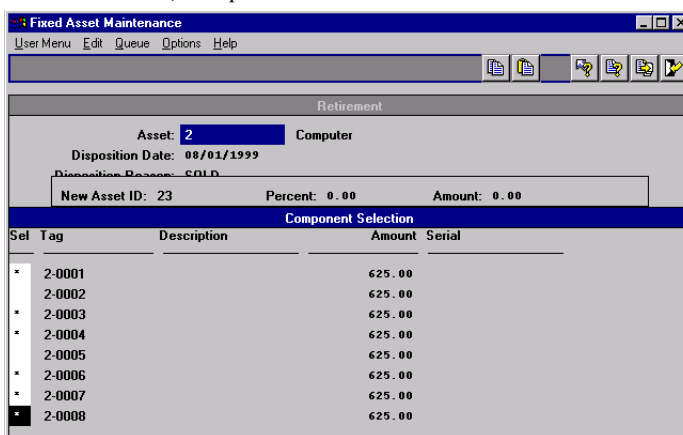 Fixed Asset Maintenance
User Menu Edit Queue Options Help
Retirement
Asset: 2 Computer
Disposition Date: 08/01/1999
Disposition Reason: SOLD
New Asset ID: 23 Percent: 0.00 Amount: 0.00
Component Selection
Sel Tag Description Amount Serial
* 2-0001 625.00
2-0002 625.00
* 2-0003 625.00
* 2-0004 625.00
2-0005 625.00
* 2-0006 625.00
* 2-0007 625.00
* 2-0008 625.00